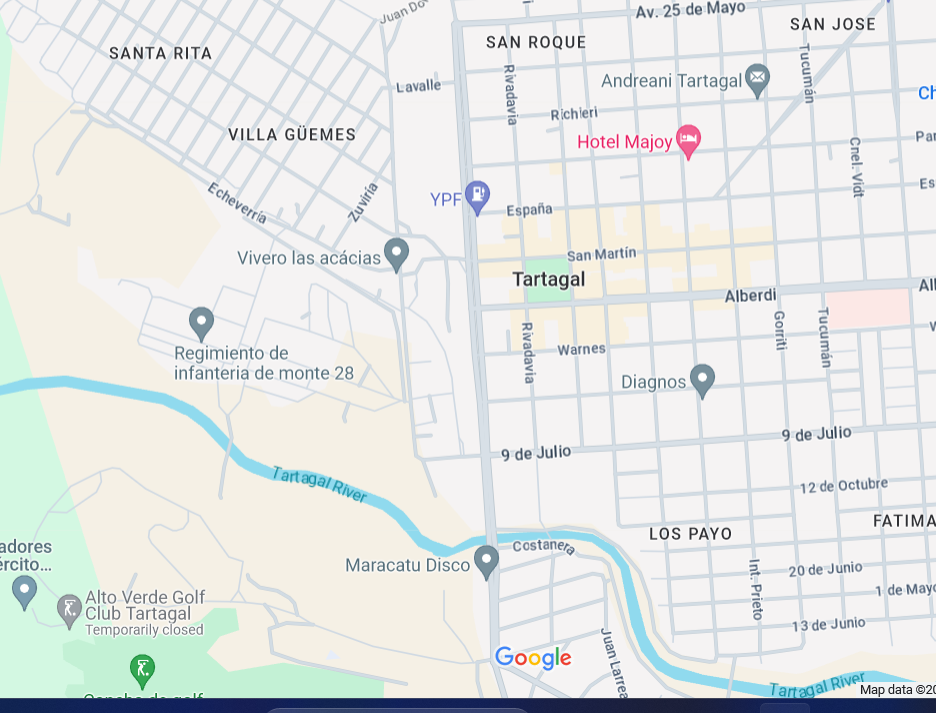 Juan Do
Av. 25 de Mayo
SAN JOSE
SANTA RITA
SAN ROQUE
Rivadavia
Tucumán
Lavalle
Andreani Tartagal
Ch
Richieri
VILLA GÜEMES
Hotel Majoy
Par
Cnel. Vidt
Echeverría
Zuviría
YPF
España
Es
Vivero las acácias
San Martín
Tartagal
Alberdi
Al
Rivadavia
Gorriti
Tucumán
Regimiento de
infanteria de monte 28
Warnes
Diagnos
9 de Julio
9 de Julio
Tartagal River
12 de Octubre
LOS PAYO
FATIMA
adores
ército...
Costanera
Maracatu Disco
Int. Prieto
20 de Junio
1 de Mayo
Alto Verde Golf
Club Tartagal
Temporarily closed
13 de Junio
Juan Larrea
Google
Tartagal River
Map data ©20